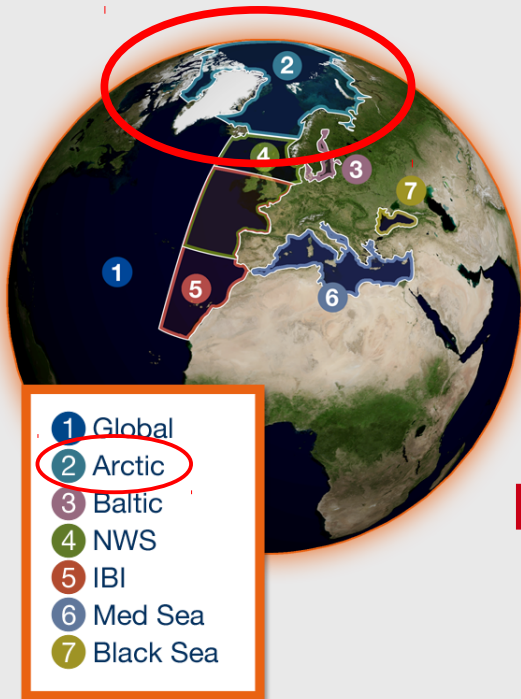 2
4
3
7
1
5
6
1 Global
2 Arctic
3 Baltic
4 NWS
5 IBI
6 Med Sea
7 Black Sea